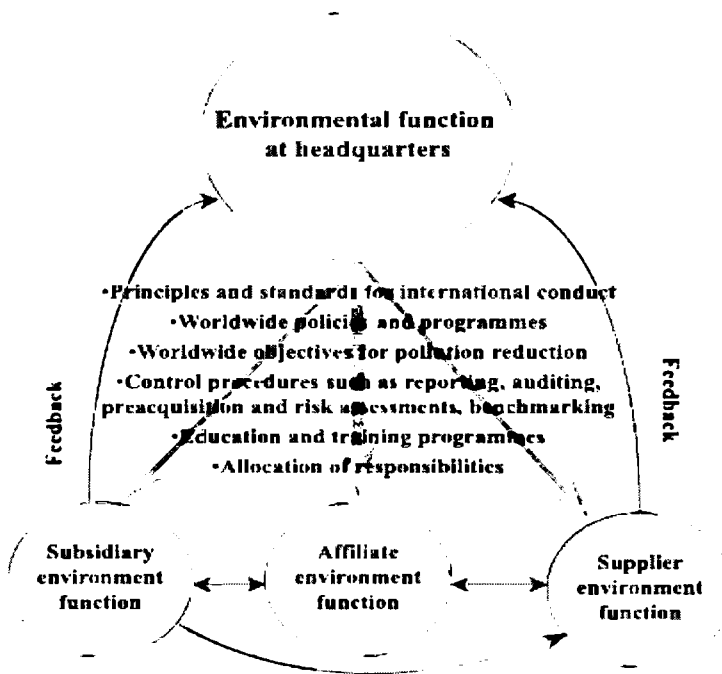 Environmental function
at headquarters
•Principles and standards for international conduct
•Worldwide policies and programmes
•Worldwide objectives for pollution reduction
•Control procedures such as reporting, auditing,
preacquisition and risk assessments, benchmarking
•Education and training programmes
•Allocation of responsibilities
Feedback
Feedback
Subsidiary
environment
function
Affiliate
environment
function
Supplier
environment
function